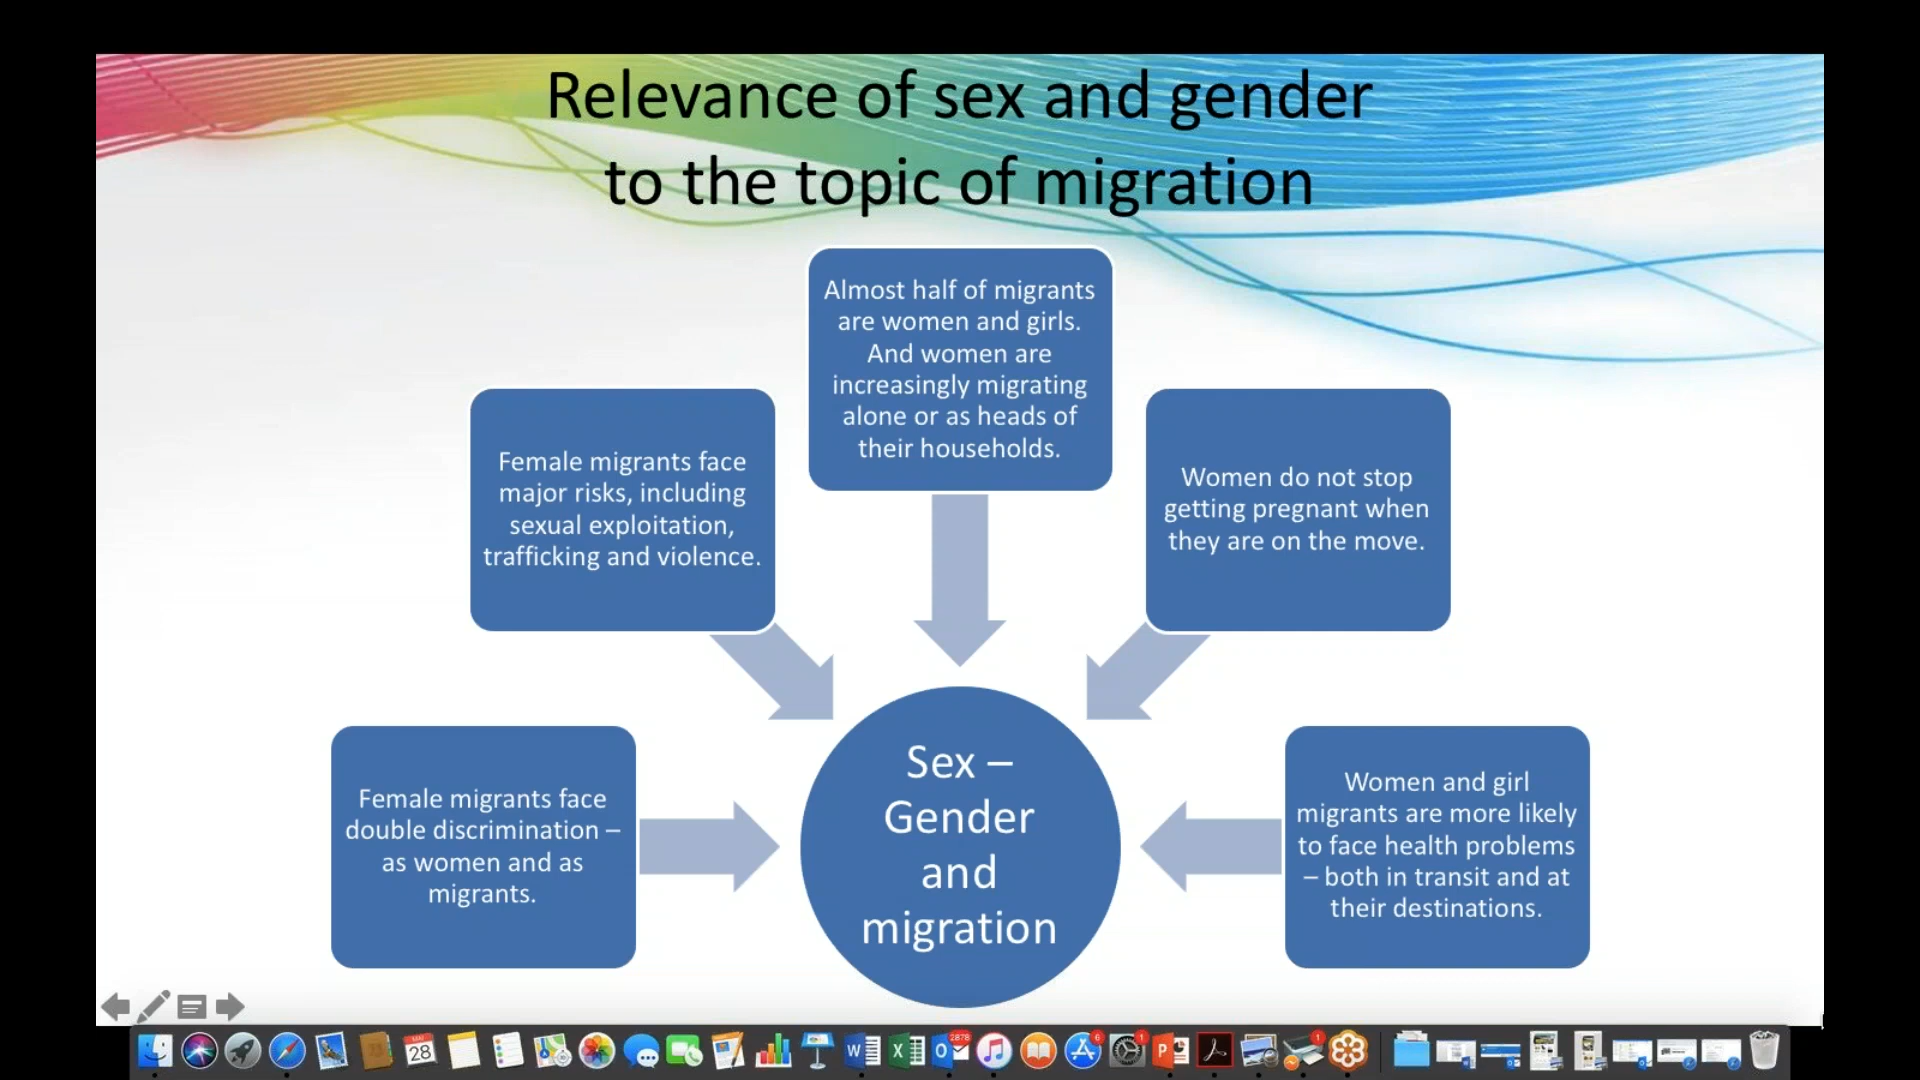 Relevance of sex and gender
to the topic of migration
Almost half of migrants
are women and girls.
And women are
increasingly migrating
alone or as heads of
their households.
Female migrants face
major risks, including
sexual exploitation,
trafficking and violence.
Women do not stop
getting pregnant when
they are on the move.
Female migrants face
double discrimination –
as women and as
migrants.
Sex –
Gender
and
migration
Women and girl
migrants are more likely
to face health problems
– both in transit and at
their destinations.
28
2878
6
1
1